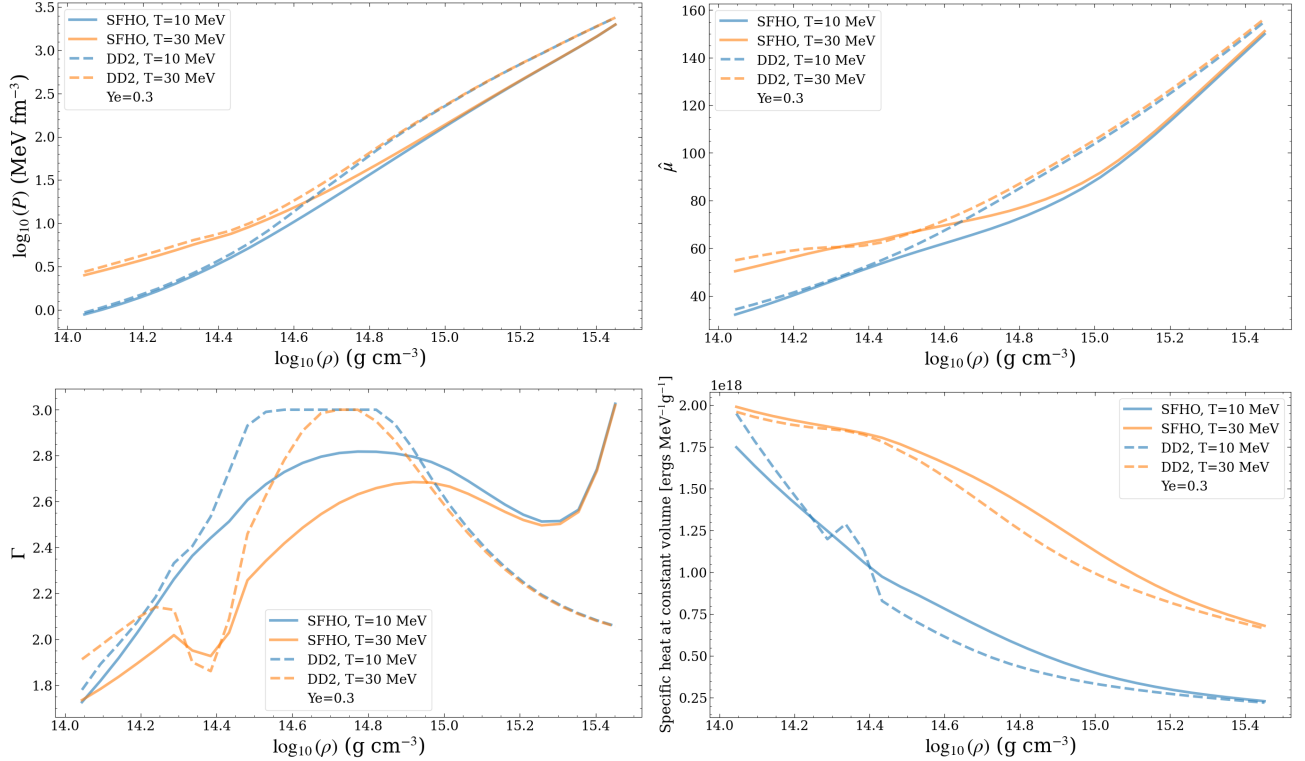 3.5
3.0
2.5
2.0
1.5
1.0
0.5
0.0
log₁₀(P) (MeV fm⁻³)
SFHO, T=10 MeV
SFHO, T=30 MeV
DD2, T=10 MeV
DD2, T=30 MeV
Ye=0.3
14.0 14.2 14.4 14.6 14.8 15.0 15.2 15.4
log₁₀(ρ) (g cm⁻³)
160
140
120
100
80
60
40
μ̂
SFHO, T=10 MeV
SFHO, T=30 MeV
DD2, T=10 MeV
DD2, T=30 MeV
Ye=0.3
14.0 14.2 14.4 14.6 14.8 15.0 15.2 15.4
log₁₀(ρ) (g cm⁻³)
3.0
2.8
2.6
2.4
2.2
2.0
1.8
Γ
SFHO, T=10 MeV
SFHO, T=30 MeV
DD2, T=10 MeV
DD2, T=30 MeV
Ye=0.3
14.0 14.2 14.4 14.6 14.8 15.0 15.2 15.4
log₁₀(ρ) (g cm⁻³)
1e18
2.00
1.75
1.50
1.25
1.00
0.75
0.50
0.25
Specific heat at constant volume [ergs MeV⁻¹g⁻¹]
SFHO, T=10 MeV
SFHO, T=30 MeV
DD2, T=10 MeV
DD2, T=30 MeV
Ye=0.3
14.0 14.2 14.4 14.6 14.8 15.0 15.2 15.4
log₁₀(ρ) (g cm⁻³)